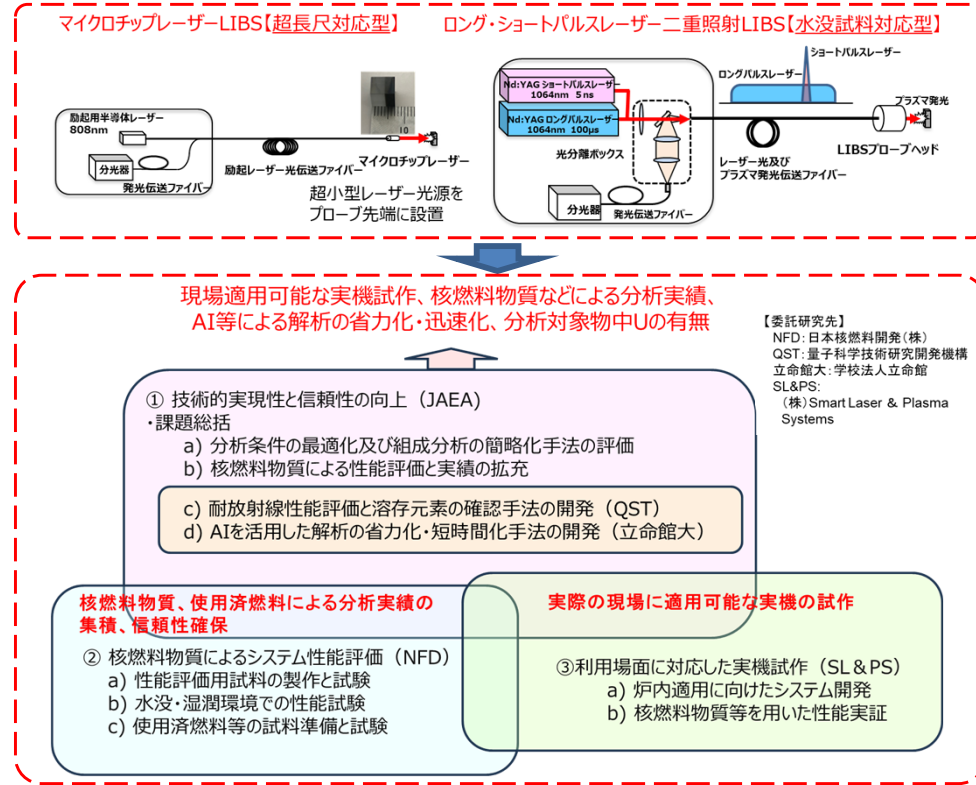 マイクロチップレーザーLIBS【超長尺対応型】
ロング・ショートパルスレーザー二重照射LIBS【水没試料対応型】
励起用半導体レーザー
808nm
分光器
発光伝送ファイバー
励起レーザー光伝送ファイバー
10
マイクロチップレーザー
超小型レーザー光源を
プローブ先端に設置
Nd:YAG ショートパルスレーザー
1064nm 5ns
Nd:YAG ロングパルスレーザー
1064nm 100μs
光分離ボックス
分光器
発光伝送ファイバー
ショートパルスレーザー
ロングパルスレーザー
プラズマ発光
LIBSプローブヘッド
レーザー光及び
プラズマ発光伝送ファイバー
現場適用可能な実機試作、核燃料物質などによる分析実績、
AI等による解析の省力化・迅速化、分析対象物中Uの有無
【委託研究先】
NFD:日本核燃料開発(株)
QST:量子科学技術研究開発機構
立命館大:学校法人立命館
SL&PS:
(株)Smart Laser & Plasma
Systems
① 技術的実現性と信頼性の向上(JAEA)
・課題総括
a) 分析条件の最適化及び組成分析の簡略化手法の評価
b) 核燃料物質による性能評価と実績の拡充
c) 耐放射線性能評価と溶存元素の確認手法の開発(QST)
d) AIを活用した解析の省力化・短時間化手法の開発(立命館大)
核燃料物質、使用済燃料による分析実績の
集積、信頼性確保
② 核燃料物質によるシステム性能評価(NFD)
a) 性能評価用試料の製作と試験
b) 水没・湿潤環境での性能試験
c) 使用済燃料等の試料準備と試験
実際の現場に適用可能な実機の試作
③利用場面に対応した実機試作(SL&PS)
a) 炉内適用に向けたシステム開発
b) 核燃料物質等を用いた性能実証